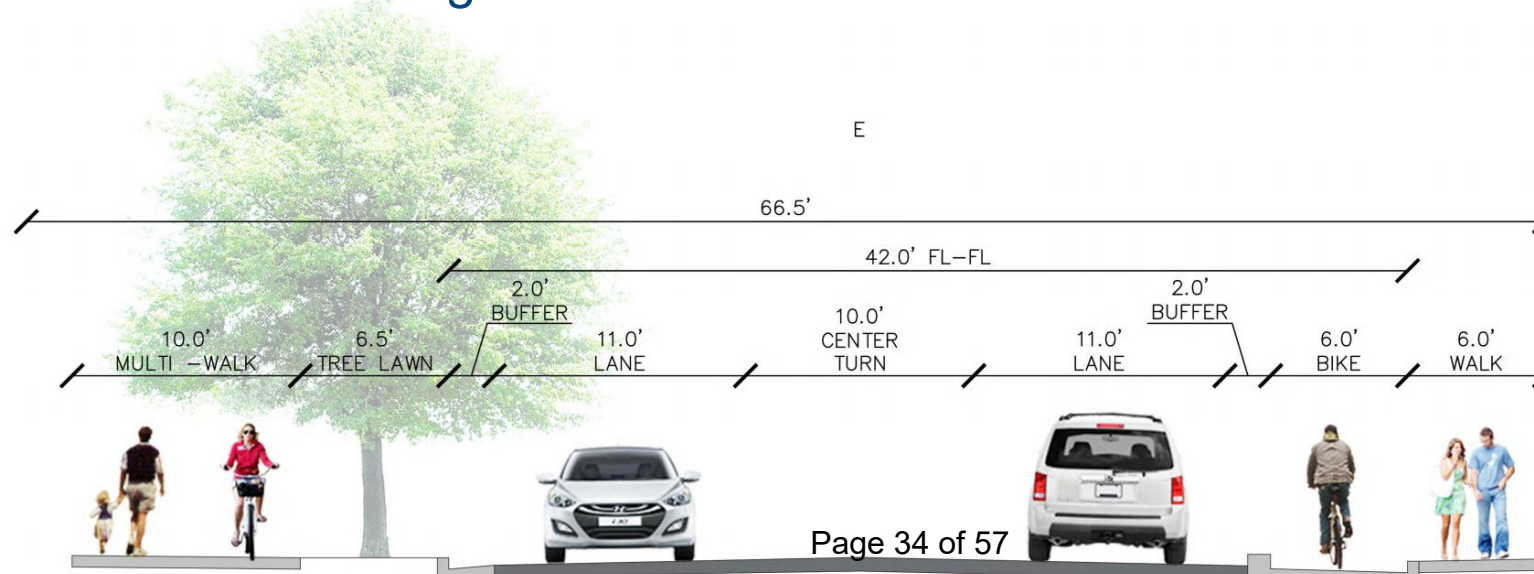 E
66.5'
42.0' FL-FL
2.0'
BUFFER
2.0'
BUFFER
10.0'
MULTI -WALK
6.5'
TREE LAWN
11.0'
LANE
10.0'
CENTER
TURN
11.0'
LANE
6.0'
BIKE
6.0'
WALK
i30
Page 34 of 57